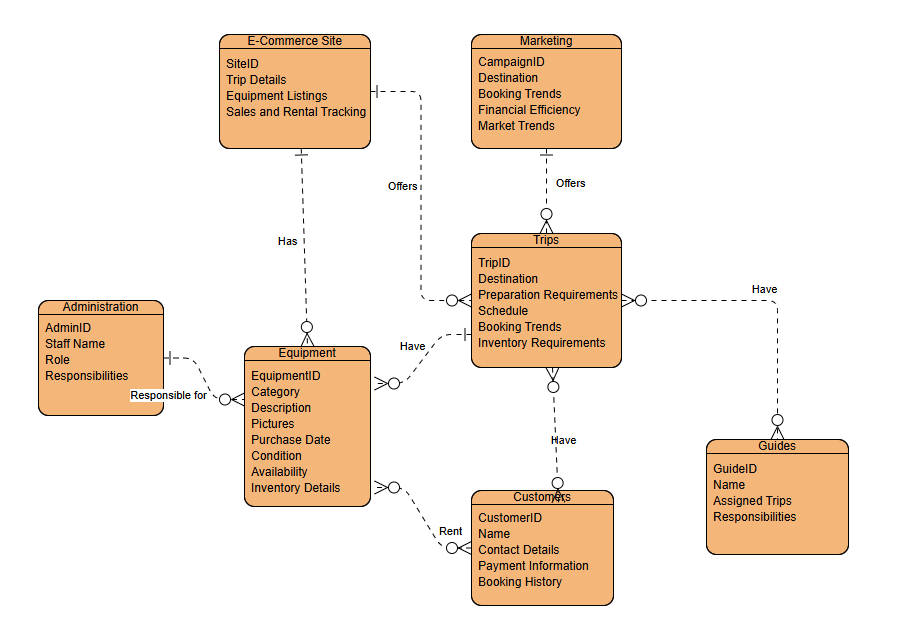 E-Commerce Site
SiteID
Trip Details
Equipment Listings
Sales and Rental Tracking
Marketing
CampaignID
Destination
Booking Trends
Financial Efficiency
Market Trends
Offers
Offers
Has
Trips
TripID
Destination
Preparation Requirements
Schedule
Booking Trends
Inventory Requirements
Have
Administration
AdminID
Staff Name
Role
Responsibilities
Responsible for
Have
Equipment
EquipmentID
Category
Description
Pictures
Purchase Date
Condition
Availability
Inventory Details
Have
Guides
GuideID
Name
Assigned Trips
Responsibilities
Rent
Customers
CustomerID
Name
Contact Details
Payment Information
Booking History